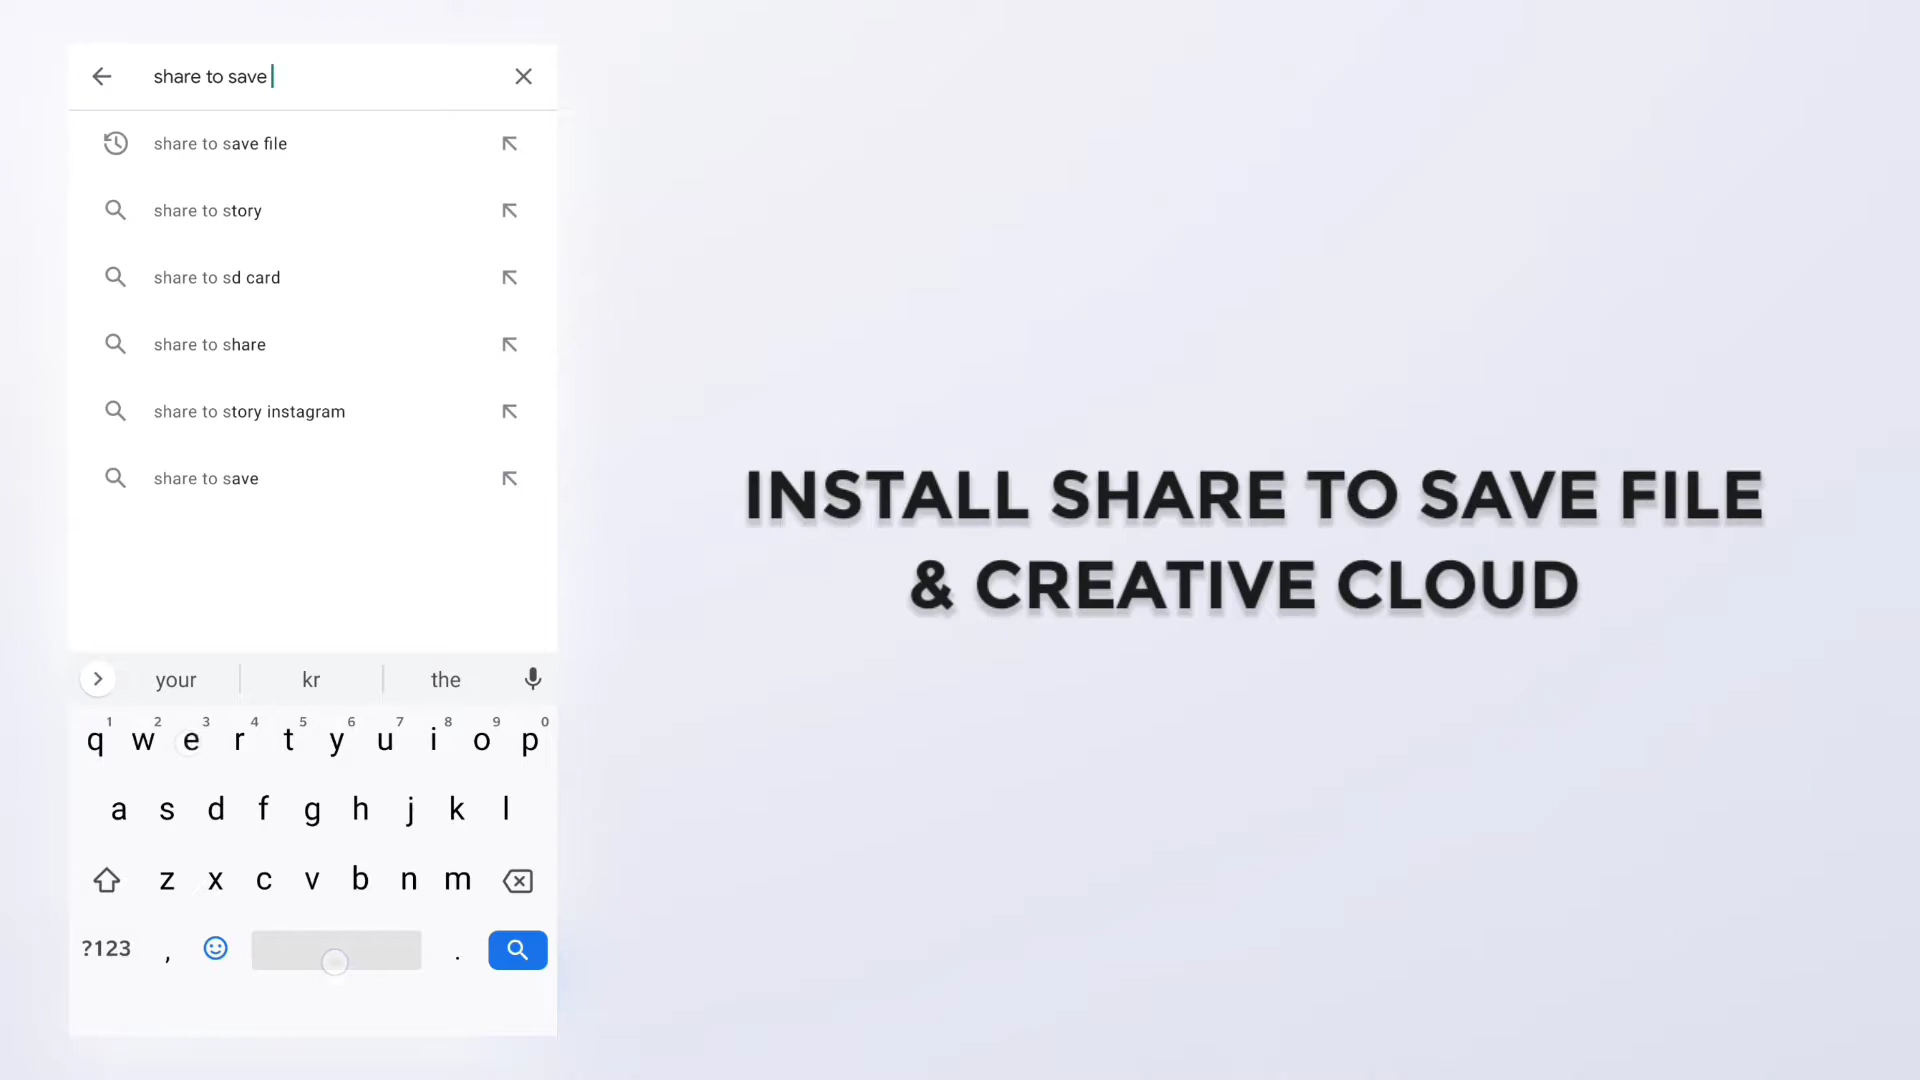 share to save
share to save file
share to story
share to sd card
share to share
share to story instagram
share to save
INSTALL SHARE TO SAVE FILE
& CREATIVE CLOUD
your kr the
1 2 3 4 5 6 7 8 9 0
q w e r t y u i o p
a s d f g h j k l
z x c v b n m
?123 , .